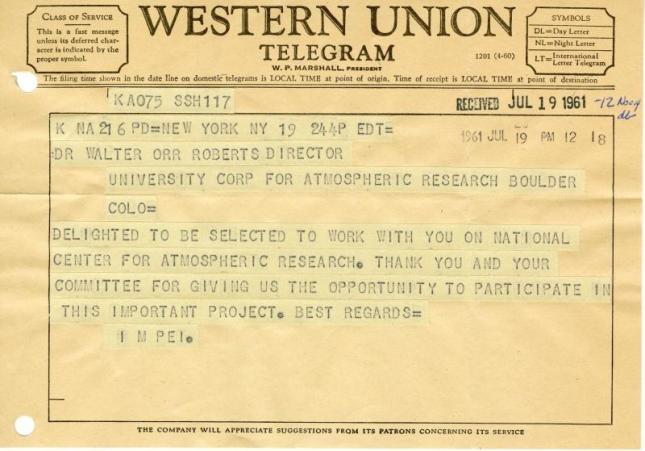 CLASS OF SERVICE
This is a fast message
unless its deferred char-
acter is indicated by the
proper symbol.
WESTERN UNION
TELEGRAM
W. P. MARSHALL, PRESIDENT
1201 (4-60)
SYMBOLS
DL=Day Letter
NL=Night Letter
LT=International
Letter Telegram
The filing time shown in the date line on domestic telegrams is LOCAL TIME at point of origin. Time of receipt is LOCAL TIME at point of destination
KA075 SSH117
RECEIVED JUL 19 1961 -12 Noon
1961 JUL 19 PM 12 18
K NA216 PD=NEW YORK NY 19 244P EDT=
DR WALTER ORR ROBERTS DIRECTOR
UNIVERSITY CORP FOR ATMOSPHERIC RESEARCH BOULDER
COLO=
DELIGHTED TO BE SELECTED TO WORK WITH YOU ON NATIONAL
CENTER FOR ATMOSPHERIC RESEARCH. THANK YOU AND YOUR
COMMITTEE FOR GIVING US THE OPPORTUNITY TO PARTICIPATE IN
THIS IMPORTANT PROJECT. BEST REGARDS=
I M PEI.
THE COMPANY WILL APPRECIATE SUGGESTIONS FROM ITS PATRONS CONCERNING ITS SERVICE